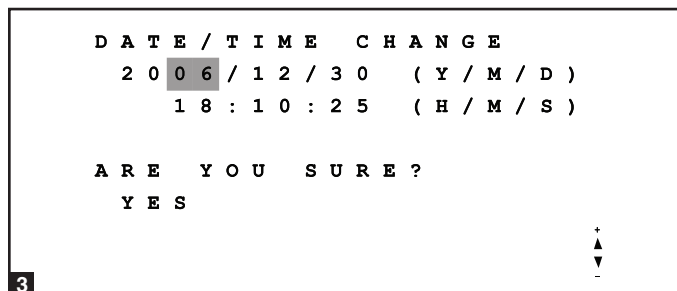 DATE/TIME CHANGE
2006/12/30 (Y/M/D)
18:10:25 (H/M/S)
ARE YOU SURE?
YES
+
▲
▼
-
3